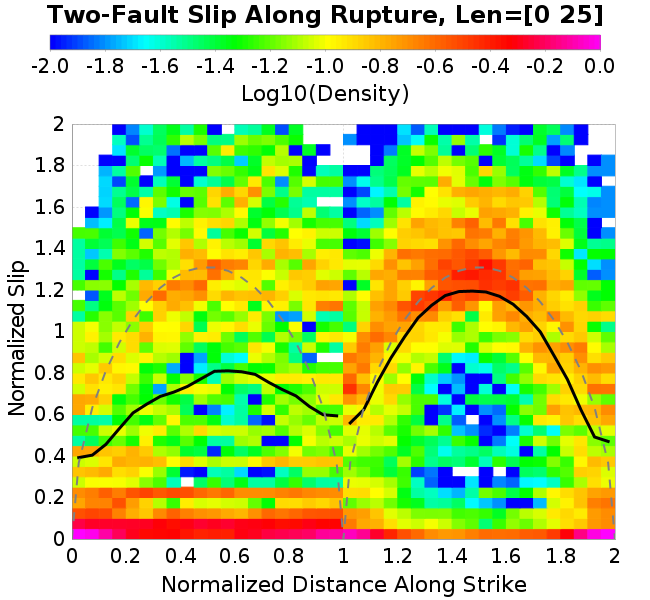 Two-Fault Slip Along Rupture, Len=[0 25]
-2.0 -1.8 -1.6 -1.4 -1.2 -1.0 -0.8 -0.6 -0.4 -0.2 0.0
Log10(Density)
2
1.8
1.6
1.4
1.2
1
0.8
0.6
0.4
0.2
0
Normalized Slip
0 0.2 0.4 0.6 0.8 1 1.2 1.4 1.6 1.8 2
Normalized Distance Along Strike